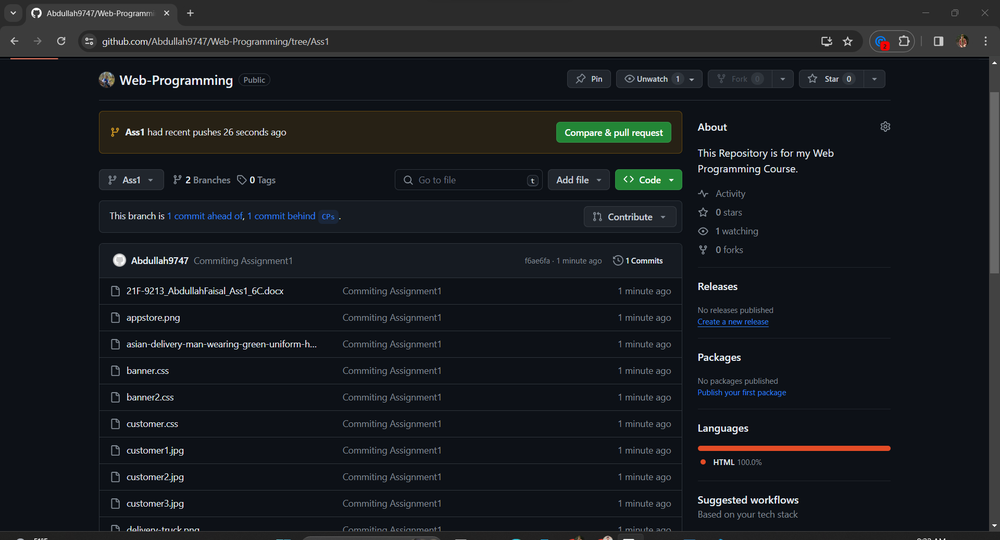 Abdullah9747/Web-Programmi
github.com/Abdullah9747/Web-Programming/tree/Ass1
2
Web-Programming Public
Pin
Unwatch 1
Fork 0
Star 0
Ass1 had recent pushes 26 seconds ago
Compare & pull request
Ass1
2 Branches
0 Tags
Go to file t
Add file
Code
This branch is 1 commit ahead of, 1 commit behind CPs .
Contribute
Abdullah9747 Commiting Assignment1 f6ae6fa · 1 minute ago 1 Commits
21F-9213_AbdullahFaisal_Ass1_6C.docx Commiting Assignment1 1 minute ago
appstore.png Commiting Assignment1 1 minute ago
asian-delivery-man-wearing-green-uniform-h... Commiting Assignment1 1 minute ago
banner.css Commiting Assignment1 1 minute ago
banner2.css Commiting Assignment1 1 minute ago
customer.css Commiting Assignment1 1 minute ago
customer1.jpg Commiting Assignment1 1 minute ago
customer2.jpg Commiting Assignment1 1 minute ago
customer3.jpg Commiting Assignment1 1 minute ago
delivery-truck.png Commiting Assignment1 1 minute ago
About
This Repository is for my Web
Programming Course.
Activity
0 stars
1 watching
0 forks
Releases
No releases published
Create a new release
Packages
No packages published
Publish your first package
Languages
HTML 100.0%
Suggested workflows
Based on your tech stack